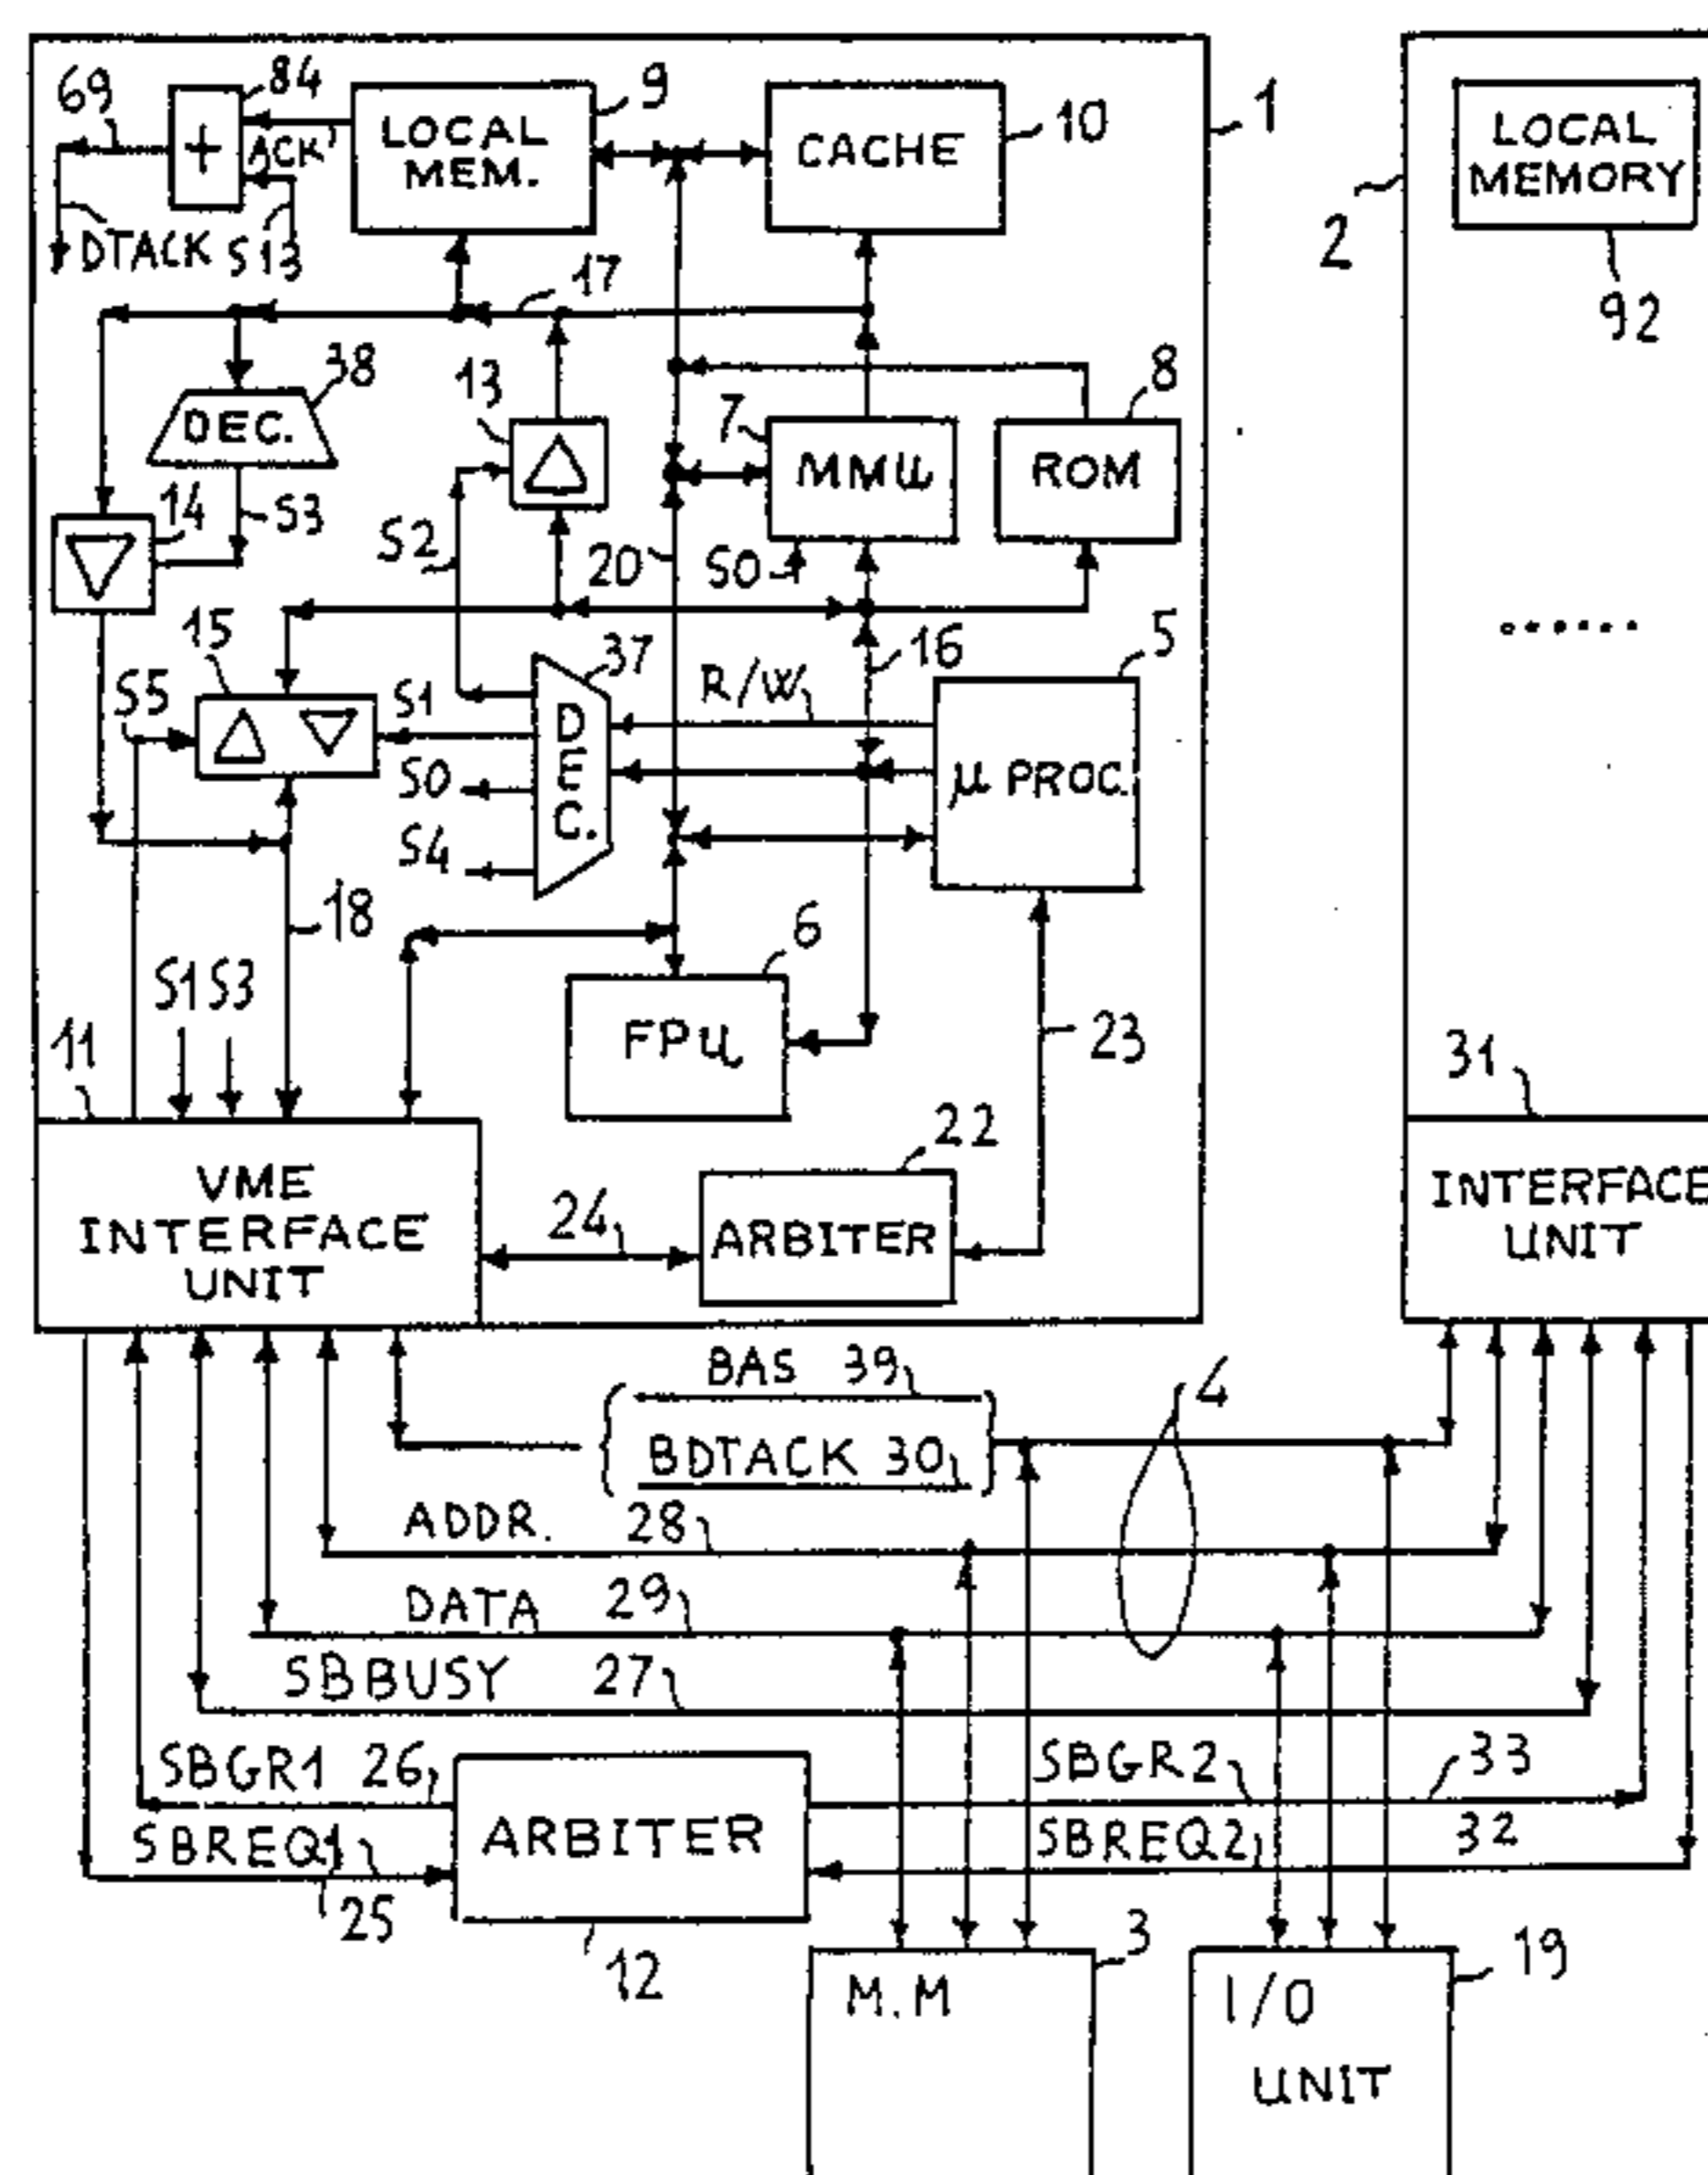 69
84
LOCAL
MEM.
9
CACHE
10
1
ACK
DTACK
S13
2
LOCAL
MEMORY
92
17
DEC.
38
13
7
MMU
8
ROM
14
S3
S2
20
S0
15
S5
S1
37
R/W
16
5
DEC.
S0
S4
μ PROC.
18
6
FPU
S1 S3
11
23
22
31
VME
INTERFACE
UNIT
24
ARBITER
INTERFACE
UNIT
BAS 39
BDTACK 30
4
ADDR. 28
DATA 29
SBBUSY 27
SBGR1 26
SBREQ1
25
ARBITER
12
SBGR2 33
SBREQ2 32
M.M
3
I/O
UNIT
19